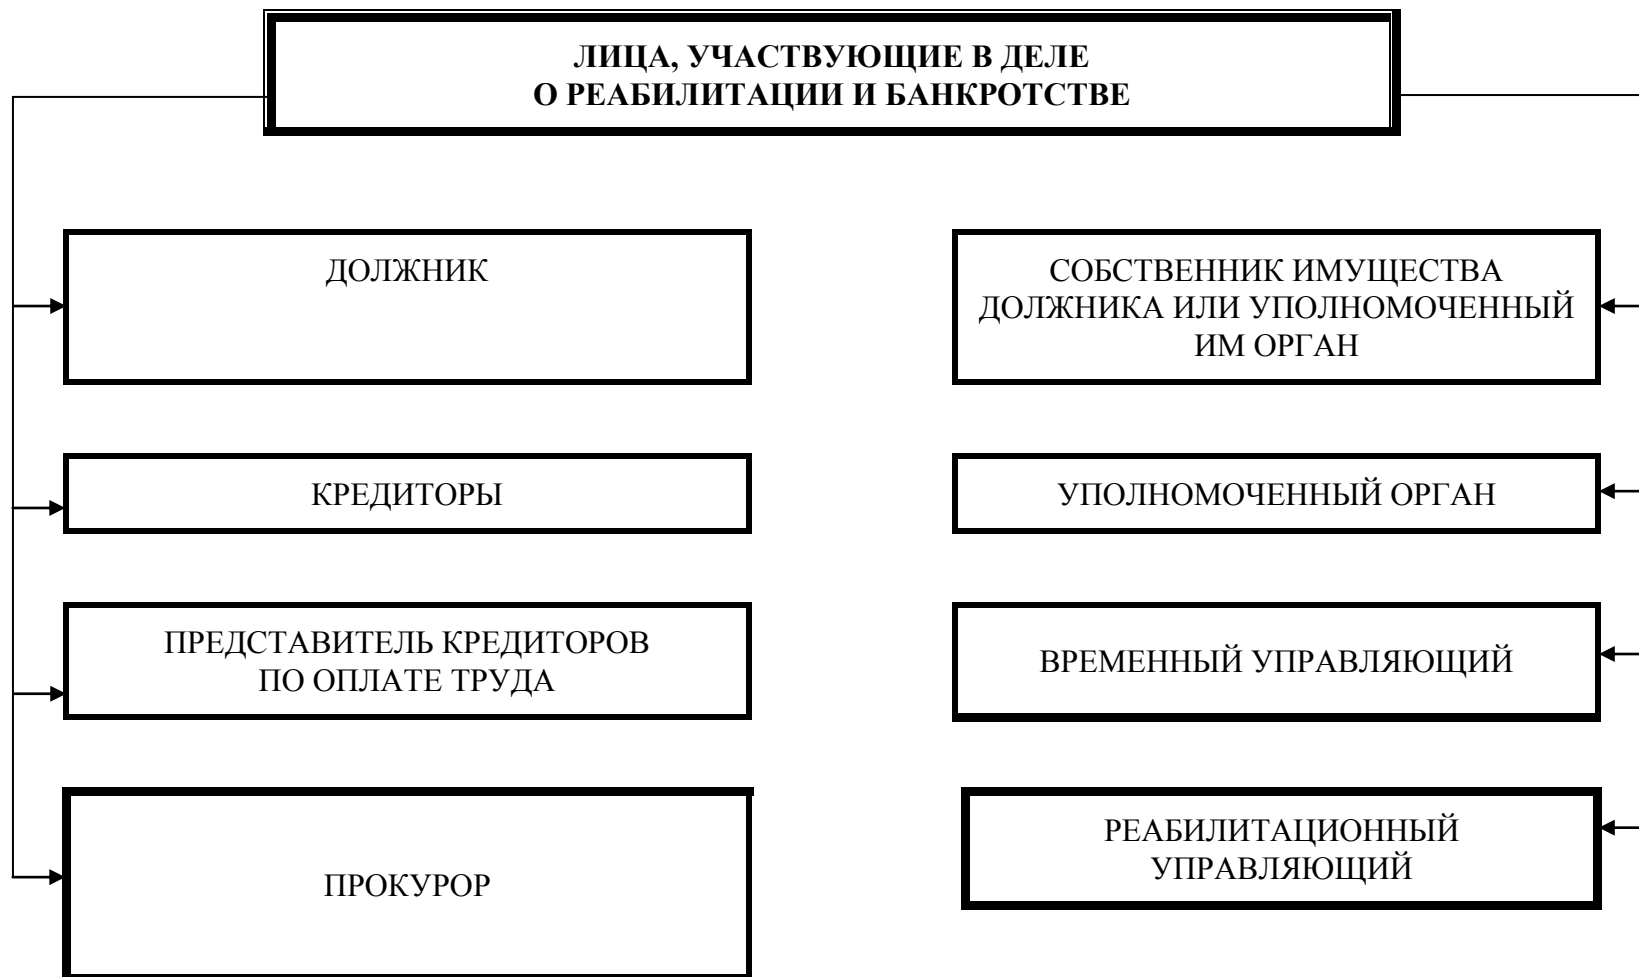 ЛИЦА, УЧАСТВУЮЩИЕ В ДЕЛЕ
О РЕАБИЛИТАЦИИ И БАНКРОТСТВЕ
ДОЛЖНИК
СОБСТВЕННИК ИМУЩЕСТВА
ДОЛЖНИКА ИЛИ УПОЛНОМОЧЕННЫЙ
ИМ ОРГАН
КРЕДИТОРЫ
УПОЛНОМОЧЕННЫЙ ОРГАН
ПРЕДСТАВИТЕЛЬ КРЕДИТОРОВ
ПО ОПЛАТЕ ТРУДА
ВРЕМЕННЫЙ УПРАВЛЯЮЩИЙ
ПРОКУРОР
РЕАБИЛИТАЦИОННЫЙ
УПРАВЛЯЮЩИЙ